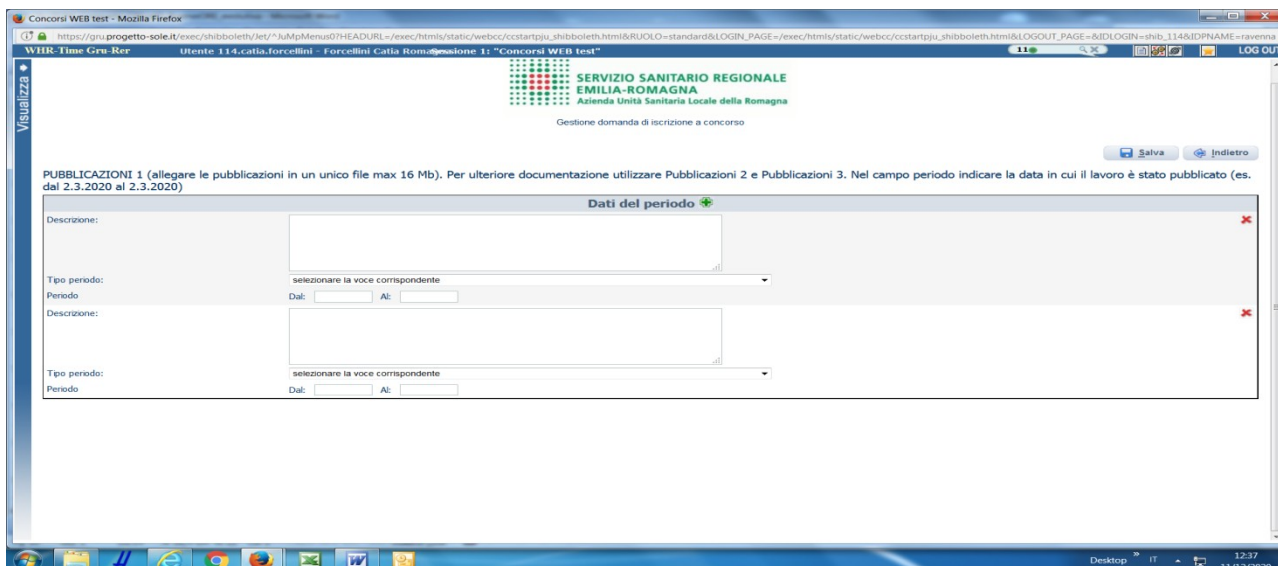 Concorsi WEB test - Mozilla Firefox
https://gru.progetto-sole.it/exec/shibboleth/Jet/^JuMpMenus0?HEADURL=/exec/htmls/static/webcc/ccstartpju_shibboleth.html&RUOLO=standard&LOGIN_PAGE=/exec/htmls/static/webcc/ccstartpju_shibboleth.html&LOGOUT_PAGE=&IDLOGIN=shib_114&IDPNAME=ravenna
WHR-Time Gru-Rer Utente 114.catia.forcellini - Forcellini Catia Sessione 1: "Concorsi WEB test" 11 LOG OU
Visualizza
SERVIZIO SANITARIO REGIONALE
EMILIA-ROMAGNA
Azienda Unità Sanitaria Locale della Romagna
Gestione domanda di iscrizione a concorso
Salva Indietro
PUBBLICAZIONI 1 (allegare le pubblicazioni in un unico file max 16 Mb). Per ulteriore documentazione utilizzare Pubblicazioni 2 e Pubblicazioni 3. Nel campo periodo indicare la data in cui il lavoro è stato pubblicato (es.
dal 2.3.2020 al 2.3.2020)
Dati del periodo
Descrizione:
Tipo periodo: selezionare la voce corrispondente
Periodo Dal: Al:
Descrizione:
Tipo periodo: selezionare la voce corrispondente
Periodo Dal: Al:
Desktop » IT 12:37
11/12/2020